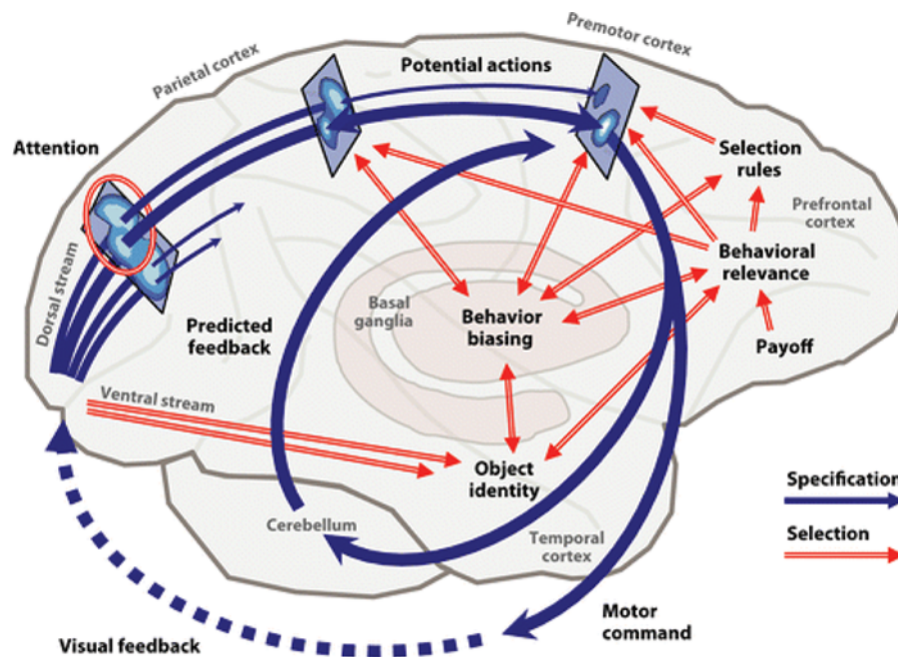 Parietal cortex
Premotor cortex
Potential actions
Attention
Selection
rules
Prefrontal
cortex
Dorsal stream
Behavioral
relevance
Basal
ganglia
Behavior
biasing
Predicted
feedback
Payoff
Ventral stream
Object
identity
Specification
Cerebellum
Temporal
cortex
Selection
Motor
command
Visual feedback